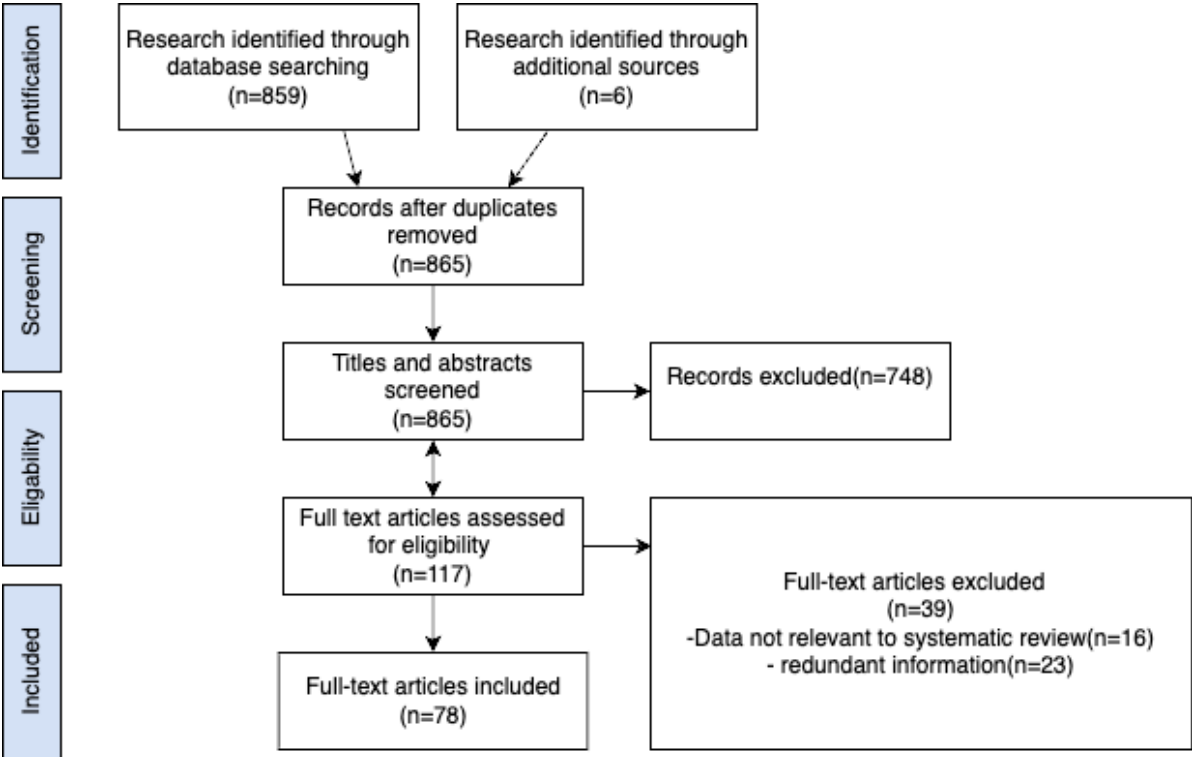 Identification
Research identified through
database searching
(n=859)
Research identified through
additional sources
(n=6)
Screening
Records after duplicates
removed
(n=865)
Titles and abstracts
screened
(n=865)
Records excluded(n=748)
Eligability
Full text articles assessed
for eligibility
(n=117)
Full-text articles excluded
(n=39)
-Data not relevant to systematic review(n=16)
- redundant information(n=23)
Included
Full-text articles included
(n=78)